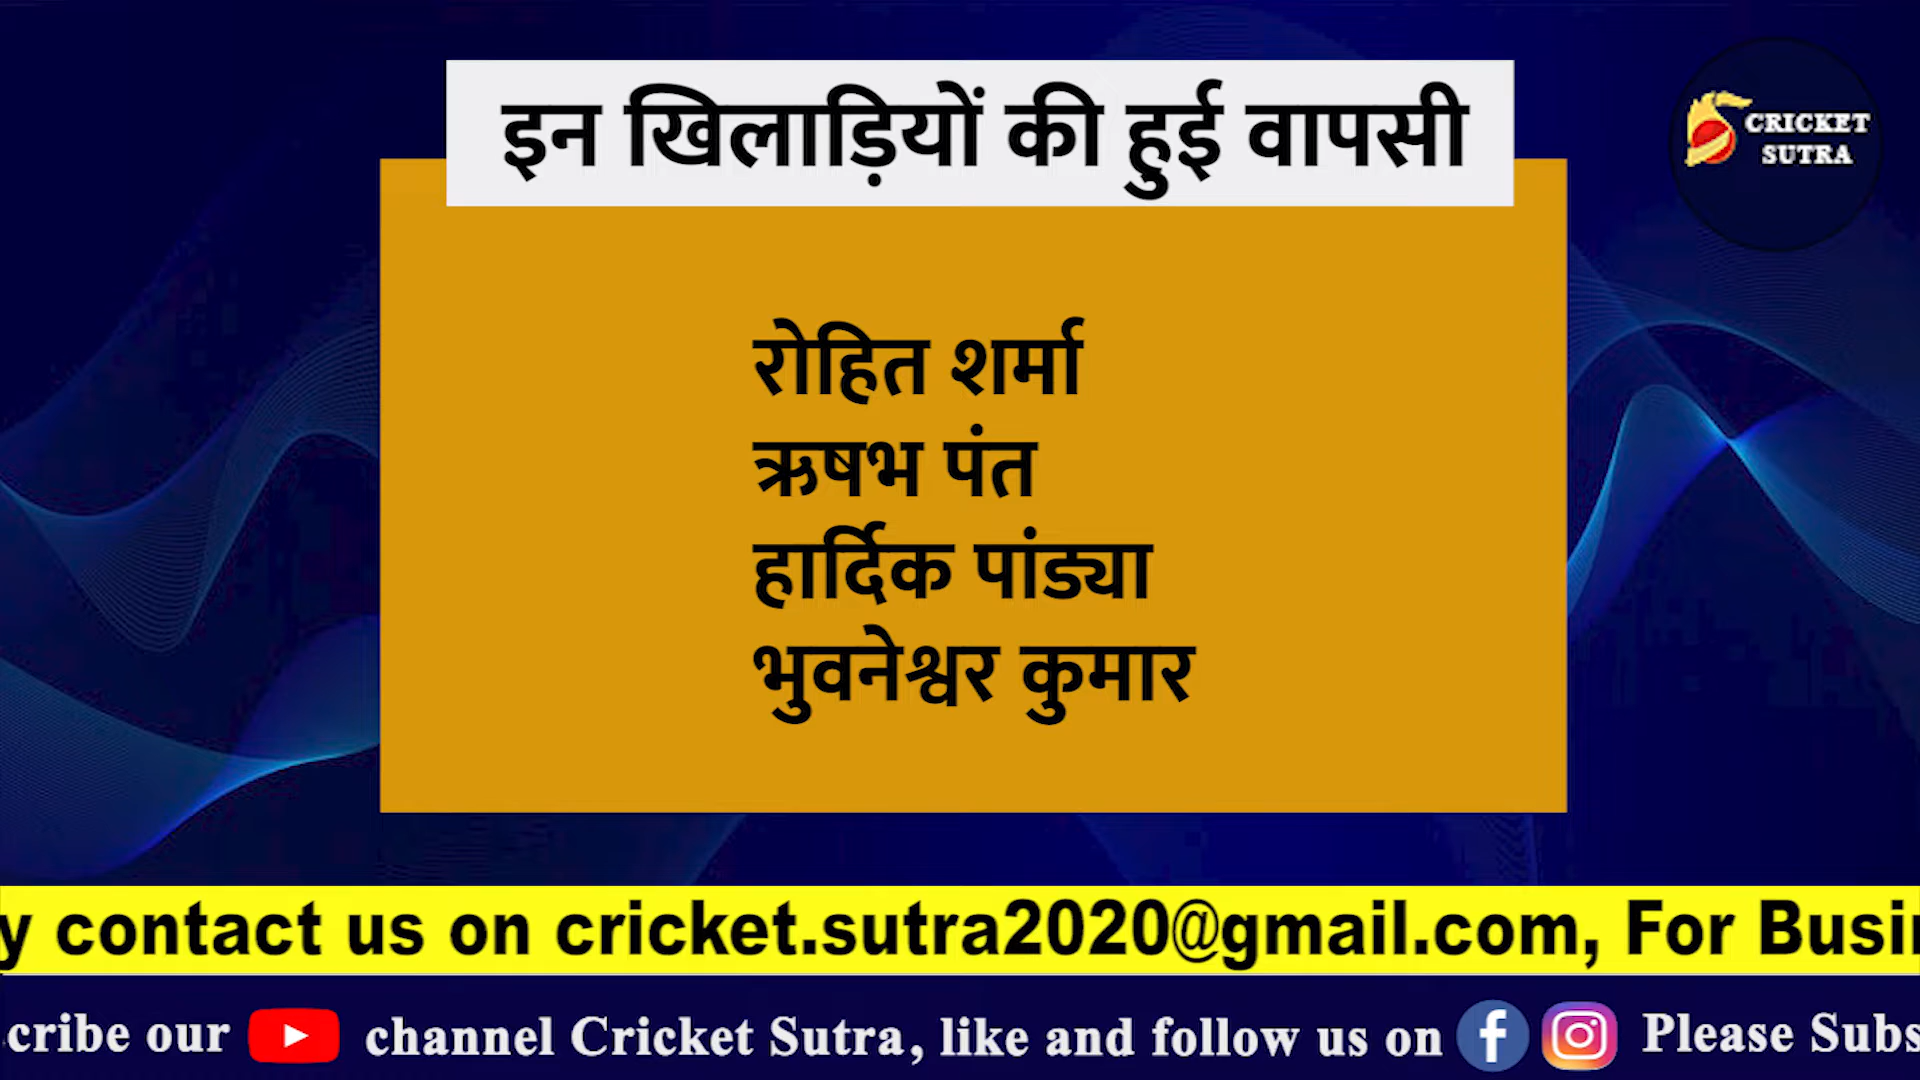 इन खिलाड़ियों की हुई वापसी
CRICKET
SUTRA
रोहित शर्मा
ऋषभ पंत
हार्दिक पांड्या
भुवनेश्वर कुमार
y contact us on cricket.sutra2020@gmail.com, For Busi
cribe our channel Cricket Sutra, like and follow us on Please Subs